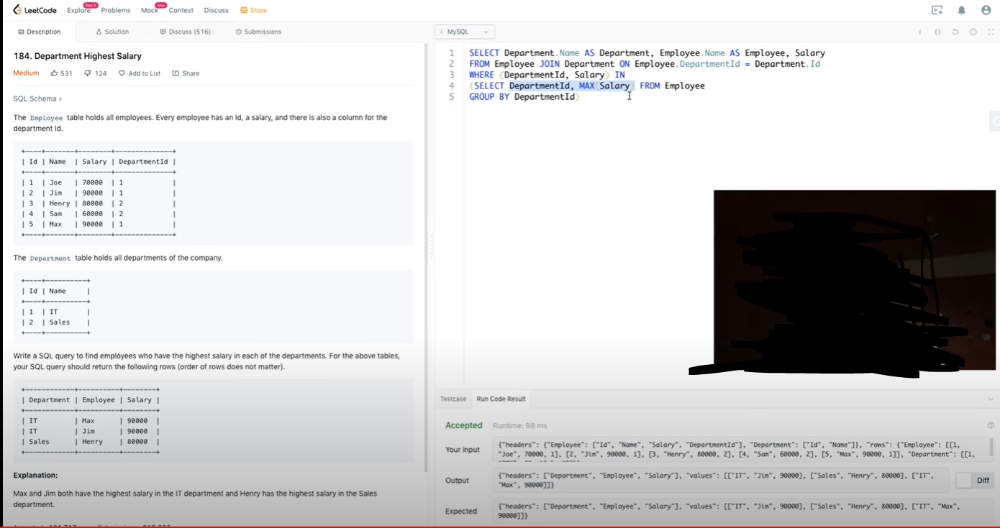 LeetCode Explore Day 1 Problems Mock new Contest Discuss Store
Description Solution Discuss (516) Submissions
184. Department Highest Salary
Medium 531 124 Add to List Share
SQL Schema >
The Employee table holds all employees. Every employee has an Id, a salary, and there is also a column for the
department Id.
+----+-------+--------+--------------+
| Id | Name | Salary | DepartmentId |
+----+-------+--------+--------------+
| 1 | Joe | 70000 | 1 |
| 2 | Jim | 90000 | 1 |
| 3 | Henry | 80000 | 2 |
| 4 | Sam | 60000 | 2 |
| 5 | Max | 90000 | 1 |
+----+-------+--------+--------------+
The Department table holds all departments of the company.
+----+----------+
| Id | Name |
+----+----------+
| 1 | IT |
| 2 | Sales |
+----+----------+
Write a SQL query to find employees who have the highest salary in each of the departments. For the above tables,
your SQL query should return the following rows (order of rows does not matter).
+------------+----------+--------+
| Department | Employee | Salary |
+------------+----------+--------+
| IT | Max | 90000 |
| IT | Jim | 90000 |
| Sales | Henry | 80000 |
+------------+----------+--------+
Explanation:
Max and Jim both have the highest salary in the IT department and Henry has the highest salary in the Sales
department.
MySQL
1 SELECT Department.Name AS Department, Employee.Name AS Employee, Salary
2 FROM Employee JOIN Department ON Employee.DepartmentId = Department.Id
3 WHERE (DepartmentId, Salary) IN
4 (SELECT DepartmentId, MAX(Salary) FROM Employee
5 GROUP BY DepartmentId)
Testcase Run Code Result
Accepted Runtime: 98 ms
Your input
{"headers": {"Employee": ["Id", "Name", "Salary", "DepartmentId"], "Department": ["Id", "Name"]}, "rows": {"Employee": [[1,
"Joe", 70000, 1], [2, "Jim", 90000, 1], [3, "Henry", 80000, 2], [4, "Sam", 60000, 2], [5, "Max", 90000, 1]], "Department": [[1,
Output
{"headers": ["Department", "Employee", "Salary"], "values": [["IT", "Jim", 90000], ["Sales", "Henry", 80000], ["IT",
"Max", 90000]]}
Diff
Expected
{"headers": ["Department", "Employee", "Salary"], "values": [["IT", "Jim", 90000], ["Sales", "Henry", 80000], ["IT", "Max",
90000]]}